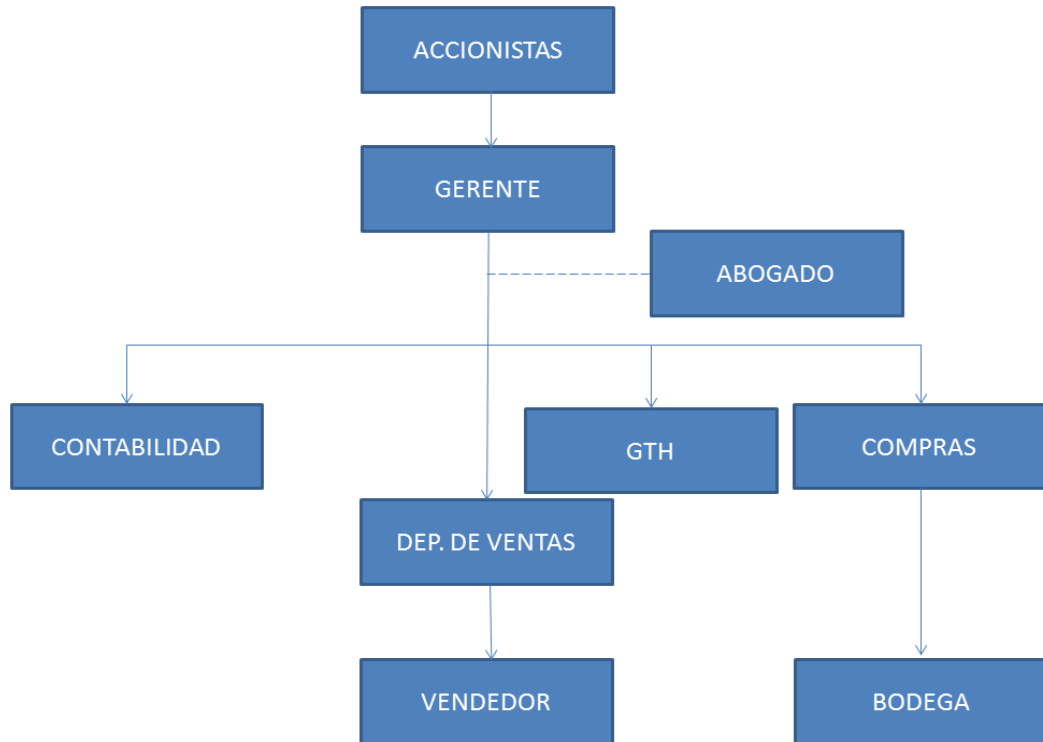 ACCIONISTAS
GERENTE
ABOGADO
CONTABILIDAD
GTH
COMPRAS
DEP. DE VENTAS
VENDEDOR
BODEGA